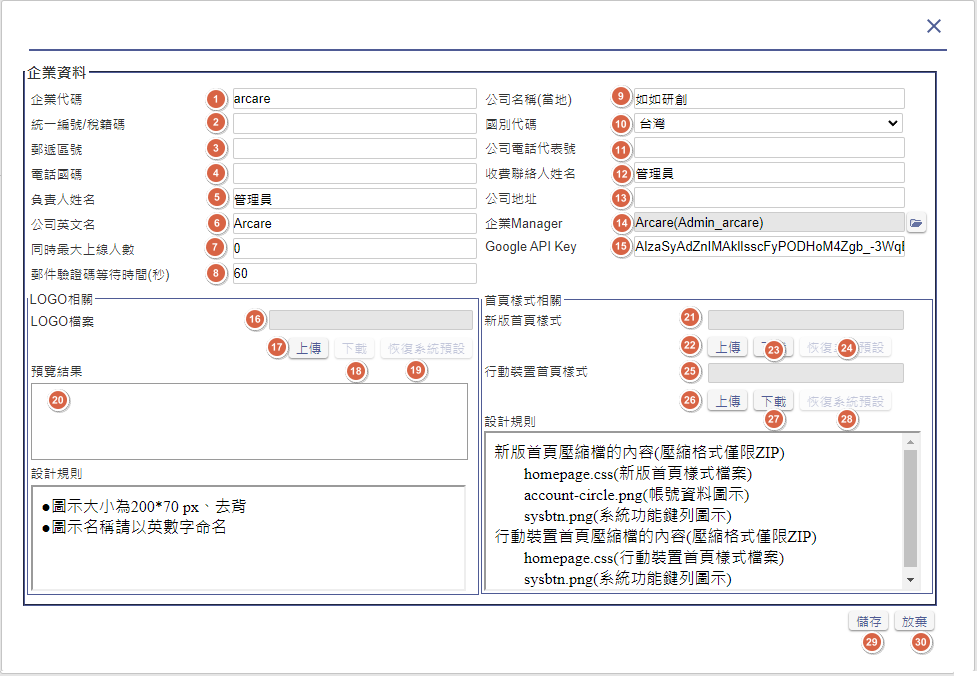 企業資料
企業代碼 1 arcare
統一編號/稅籍碼 2
郵遞區號 3
電話國碼 4
負責人姓名 5 管理員
公司英文名 6 Arcare
同時最大上線人數 7 0
郵件驗證碼等待時間(秒) 8 60
公司名稱(當地) 9 如如研創
國別代碼 10 台灣
公司電話代表號 11
收費聯絡人姓名 12 管理員
公司地址 13
企業Manager 14 Arcare(Admin_arcare)
Google API Key 15
LOGO相關
LOGO檔案 16
17 上傳 下載 恢復系統預設
18 19
預覽結果
20
設計規則
●圖示大小為200*70 px、去背
●圖示名稱請以英數字命名
首頁樣式相關
新版首頁樣式 21
22 上傳 23 24 預設
行動裝置首頁樣式 25
26 上傳 下載 恢復系統預設
27 28
設計規則
新版首頁壓縮檔的內容(壓縮格式僅限ZIP)
homepage.css(新版首頁樣式檔案)
account-circle.png(帳號資料圖示)
sysbtn.png(系統功能鍵列圖示)
行動裝置首頁壓縮檔的內容(壓縮格式僅限ZIP)
homepage.css(行動裝置首頁樣式檔案)
sysbtn.png(系統功能鍵列圖示)
儲存 放棄
29 30